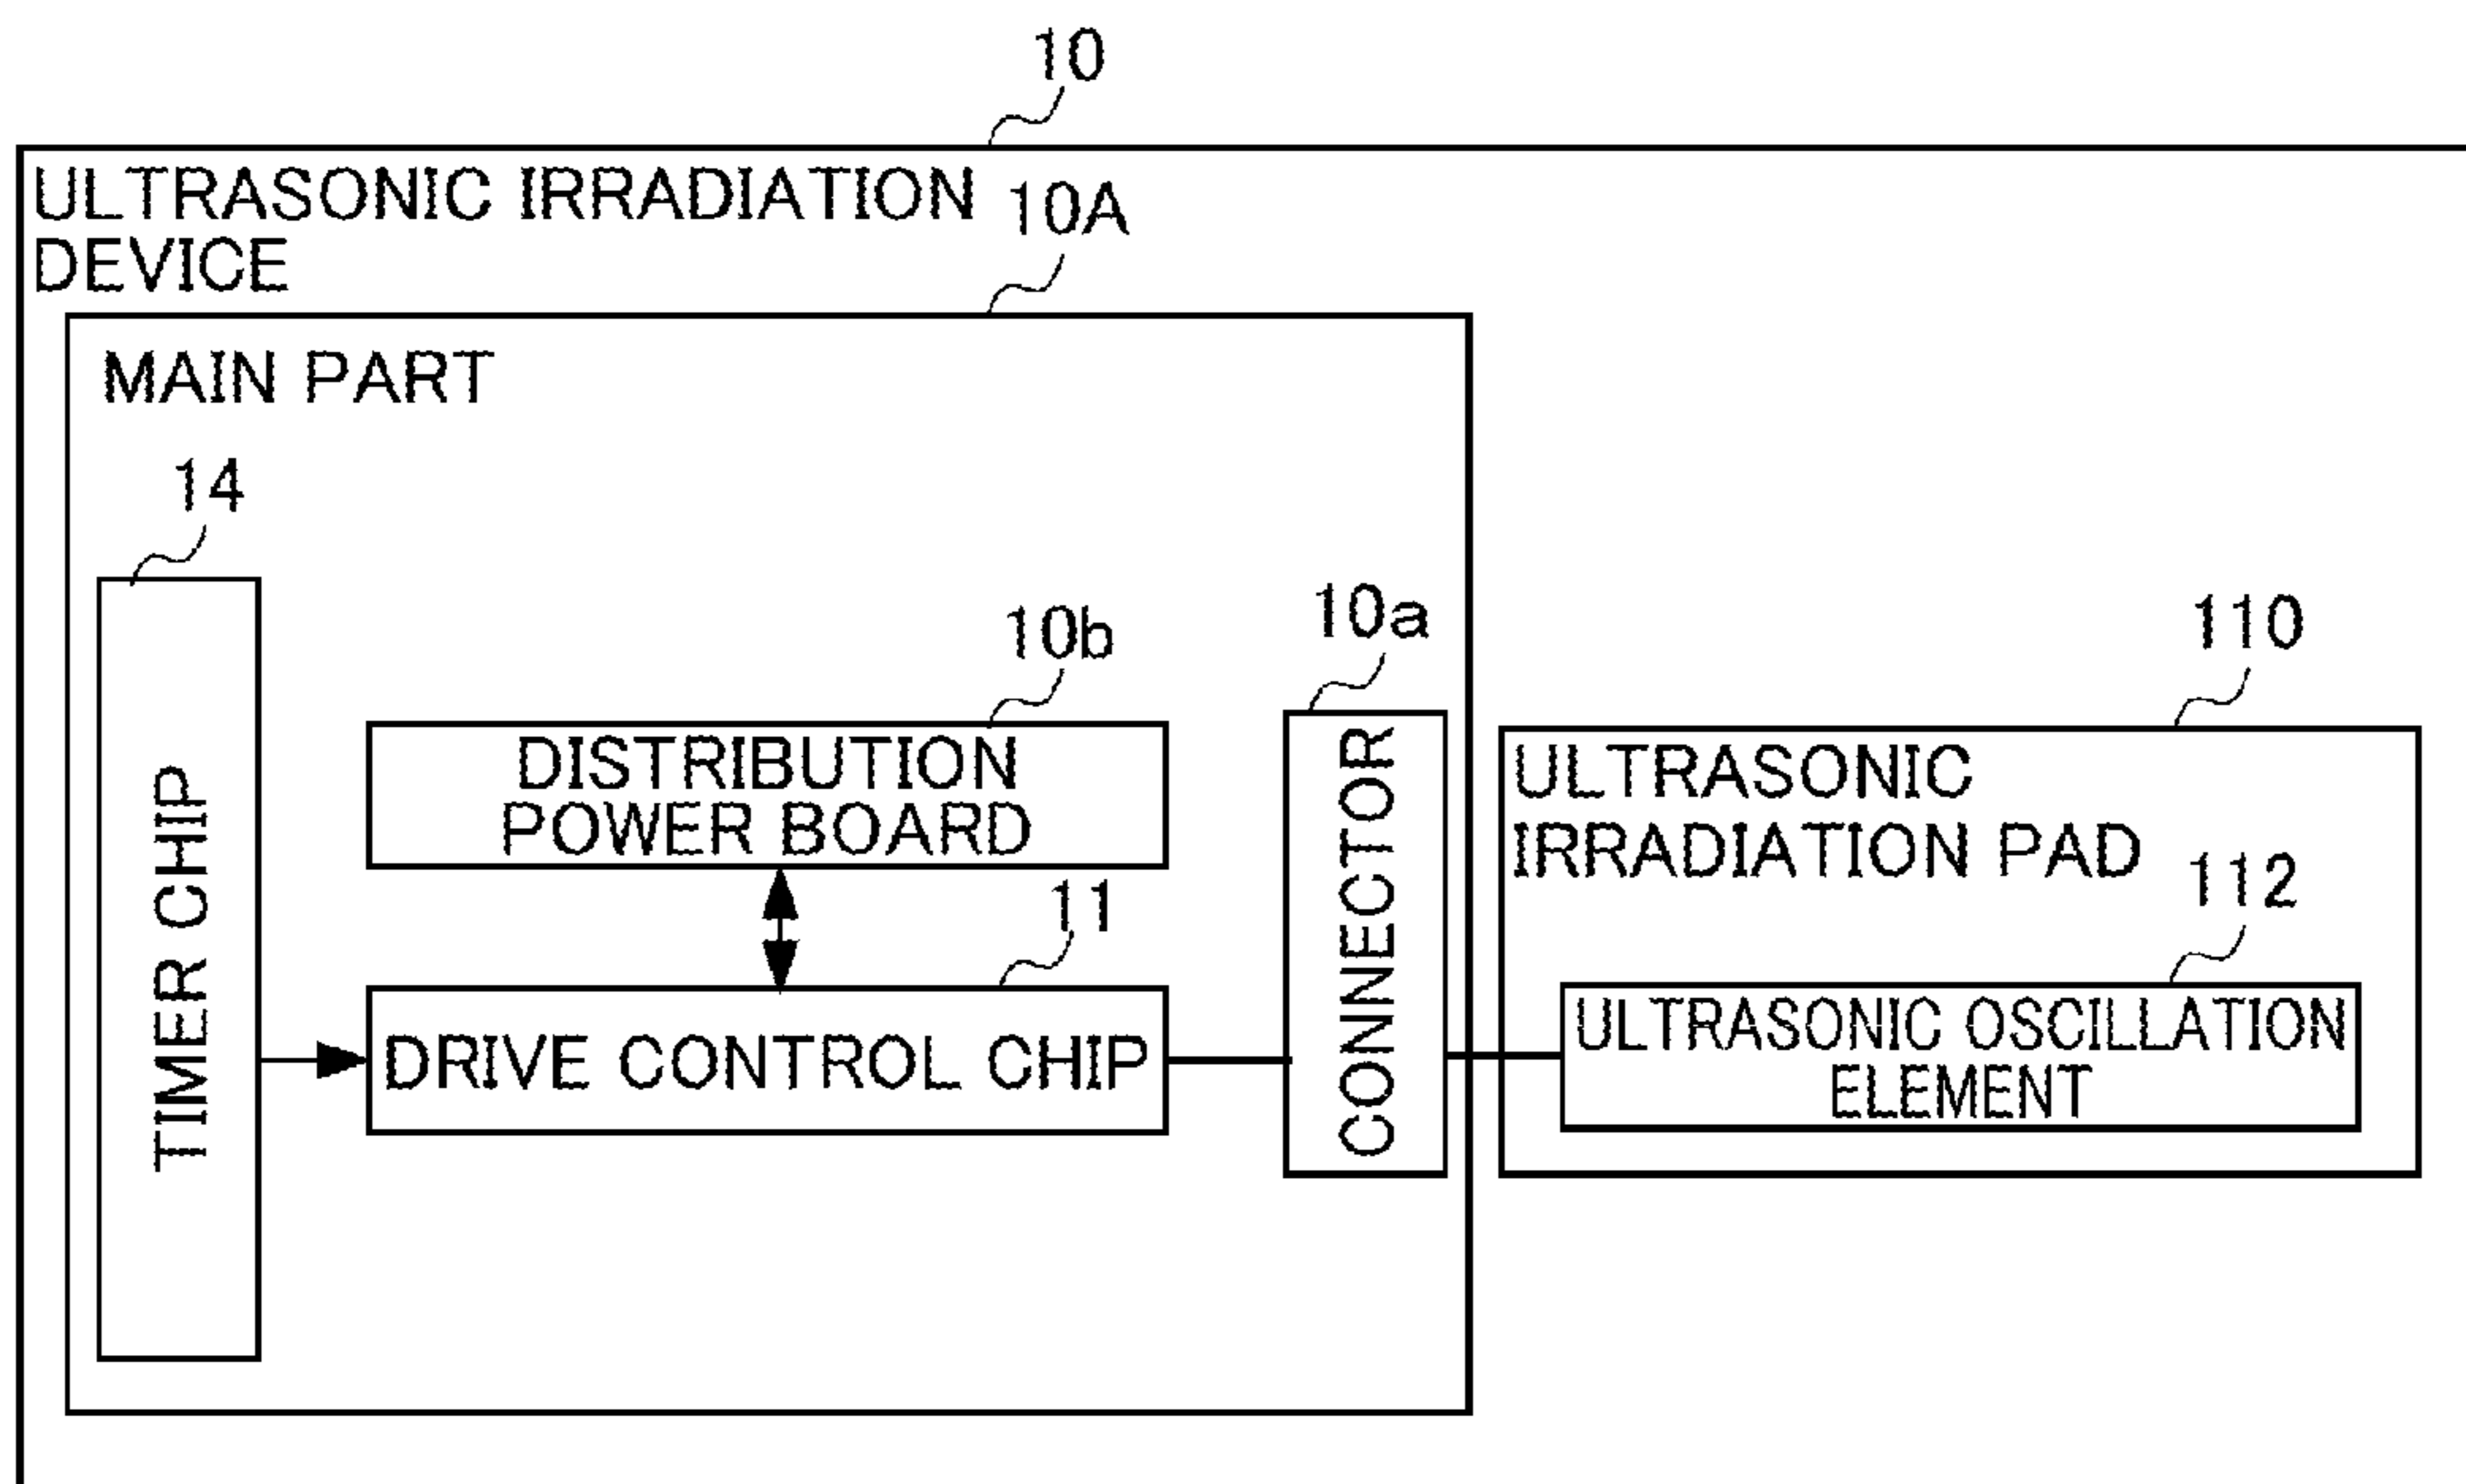 10
ULTRASONIC IRRADIATION
DEVICE
10A
MAIN PART
14
TIMER CHIP
10b
DISTRIBUTION
POWER BOARD
11
DRIVE CONTROL CHIP
10a
CONNECTOR
110
ULTRASONIC
IRRADIATION PAD
112
ULTRASONIC OSCILLATION
ELEMENT